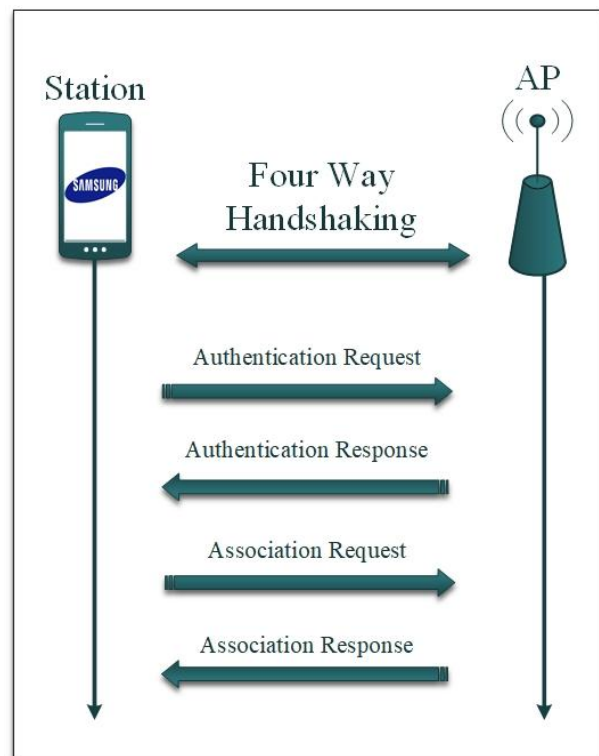 Station
AP
SAMSUNG
Four Way
Handshaking
Authentication Request
Authentication Response
Association Request
Association Response